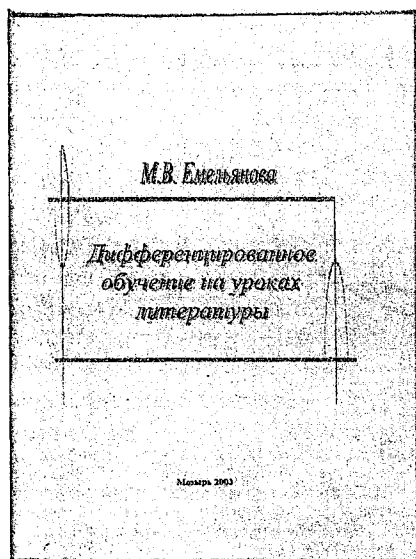 М.В. Емельянова
Дифференцированное
обучение на уроках
литературы
Мозырь 2003